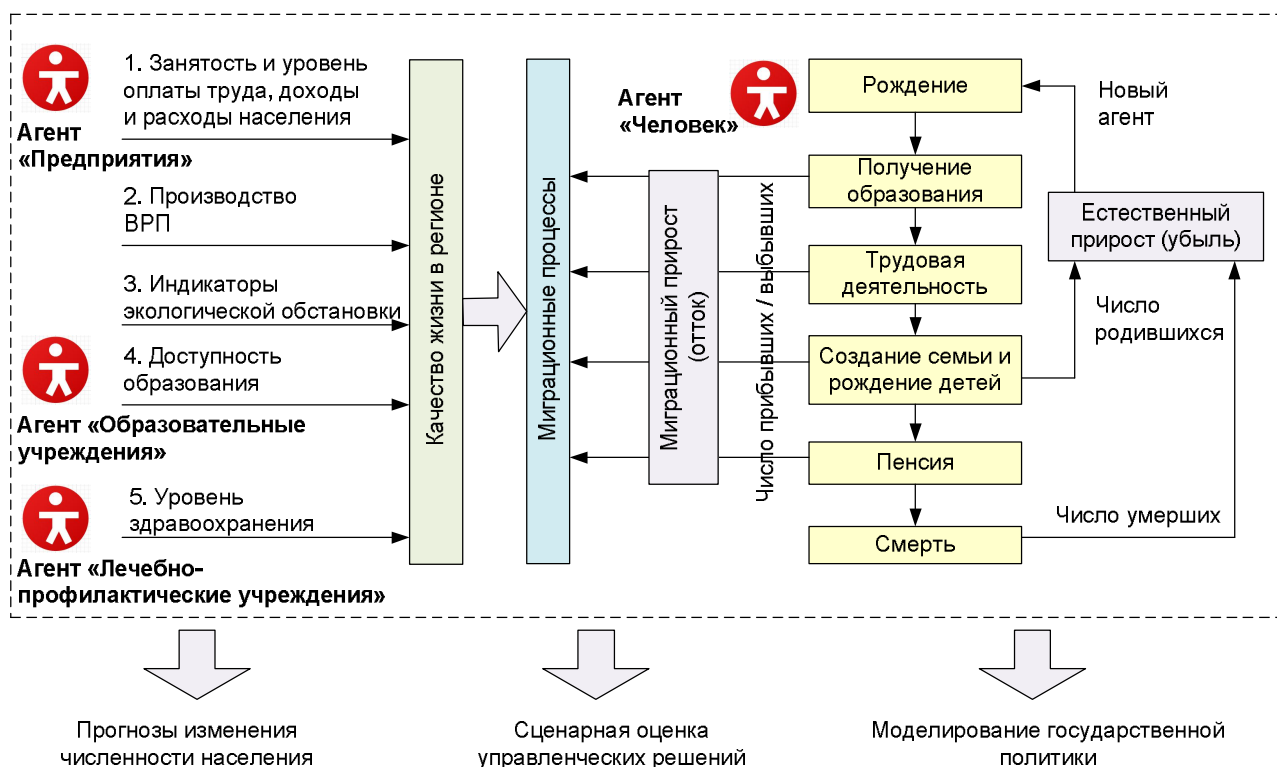 1. Занятость и уровень
оплаты труда, доходы
и расходы населения
Агент
«Предприятия»
2. Производство
ВРП
3. Индикаторы
экологической обстановки
4. Доступность
образования
Агент «Образовательные
учреждения»
5. Уровень
здравоохранения
Агент «Лечебно-
профилактические учреждения»
Качество жизни в регионе
Миграционные процессы
Миграционный прирост
(отток)
Число прибывших / выбывших
Агент
«Человек»
Рождение
Получение
образования
Трудовая
деятельность
Создание семьи и
рождение детей
Пенсия
Смерть
Новый
агент
Естественный
прирост (убыль)
Число
родившихся
Число умерших
Прогнозы изменения
численности населения
Сценарная оценка
управленческих решений
Моделирование государственной
политики